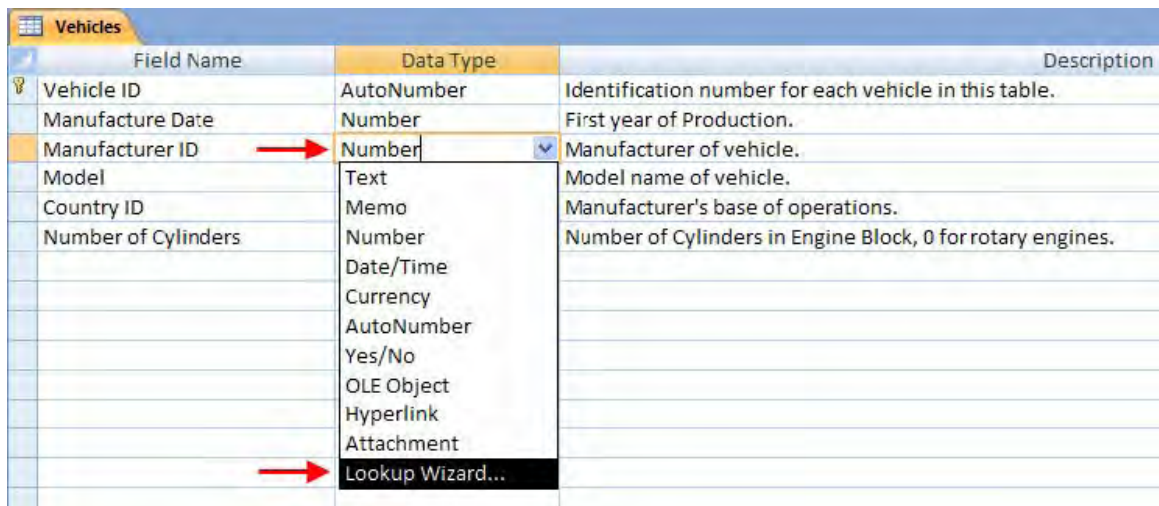 Vehicles
Field Name Data Type Description
Vehicle ID AutoNumber Identification number for each vehicle in this table.
Manufacture Date Number First year of Production.
Manufacturer ID Number Manufacturer of vehicle.
Model Text Model name of vehicle.
Country ID Memo Manufacturer's base of operations.
Number of Cylinders Number Number of Cylinders in Engine Block, 0 for rotary engines.
Date/Time
Currency
AutoNumber
Yes/No
OLE Object
Hyperlink
Attachment
Lookup Wizard...